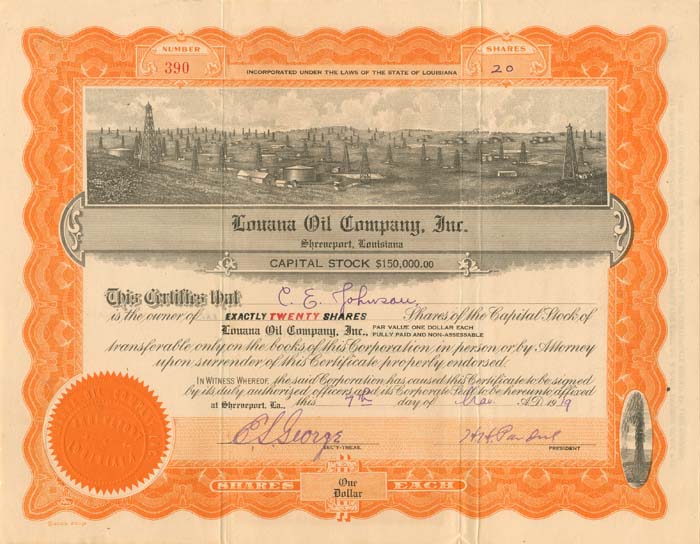 NUMBER
390
SHARES
20
INCORPORATED UNDER THE LAWS OF THE STATE OF LOUISIANA
Louana Oil Company, Inc.
Shreveport, Louisiana
CAPITAL STOCK $150,000.00
This Certifies that C. E. Johnson
is the owner of EXACTLY TWENTY SHARES Shares of the Capital Stock of
Louana Oil Company, Inc., PAR VALUE ONE DOLLAR EACH
FULLY PAID AND NON-ASSESSABLE
transferable only on the books of this Corporation in person or by Attorney
upon surrender of this Certificate properly endorsed.
IN WITNESS WHEREOF, the said Corporation has caused this Certificate to be signed
by its duly authorized officers and its Corporate Seal to be hereunto affixed
at Shreveport, La., this 7th day of A.D. 1919
E S George
SEC'Y-TREAS.
H H
PRESIDENT
SHARES One Dollar EACH